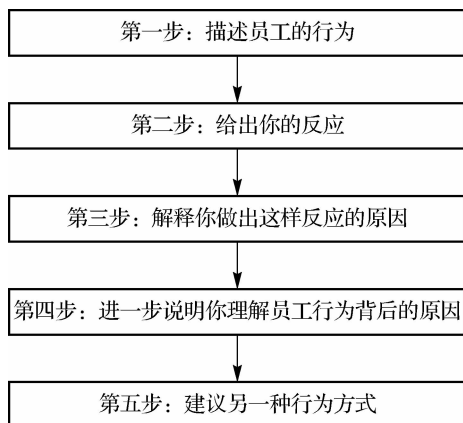 第一步：描述员工的行为
第二步：给出你的反应
第三步：解释你做出这样反应的原因
第四步：进一步说明你理解员工行为背后的原因
第五步：建议另一种行为方式